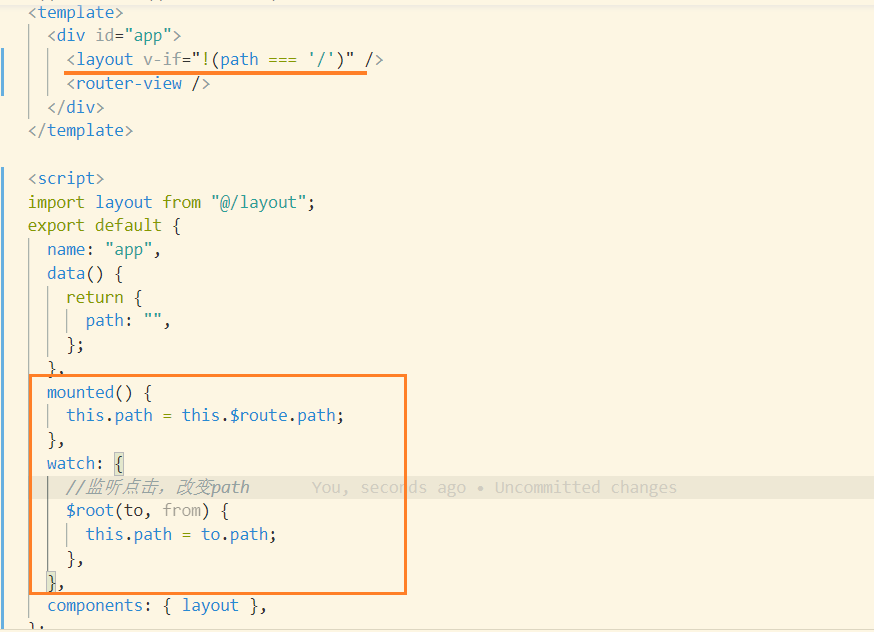 <template>
<div id="app">
<layout v-if="!(path === '/')" />
<router-view />
</div>
</template>
<script>
import layout from "@/layout";
export default {
name: "app",
data() {
return {
path: "",
};
},
mounted() {
this.path = this.$route.path;
},
watch: {
//监听点击，改变path You, seconds ago • Uncommitted changes
$root(to, from) {
this.path = to.path;
},
},
components: { layout },
};